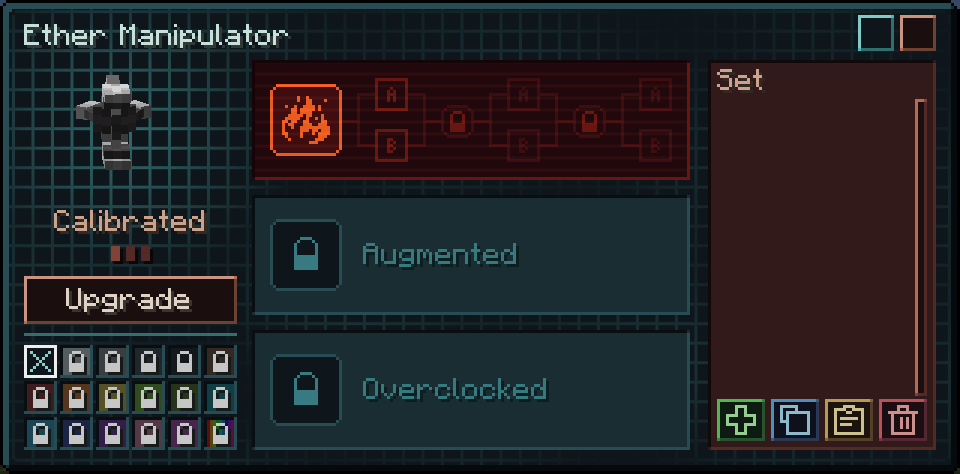 Ether Manipulator
Set
A A A
B B B
Calibrated
Augmented
Upgrade
Overclocked